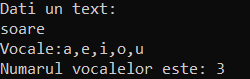 Dati un text:
soare
Vocale:a,e,i,o,u
Numarul vocalelor este: 3